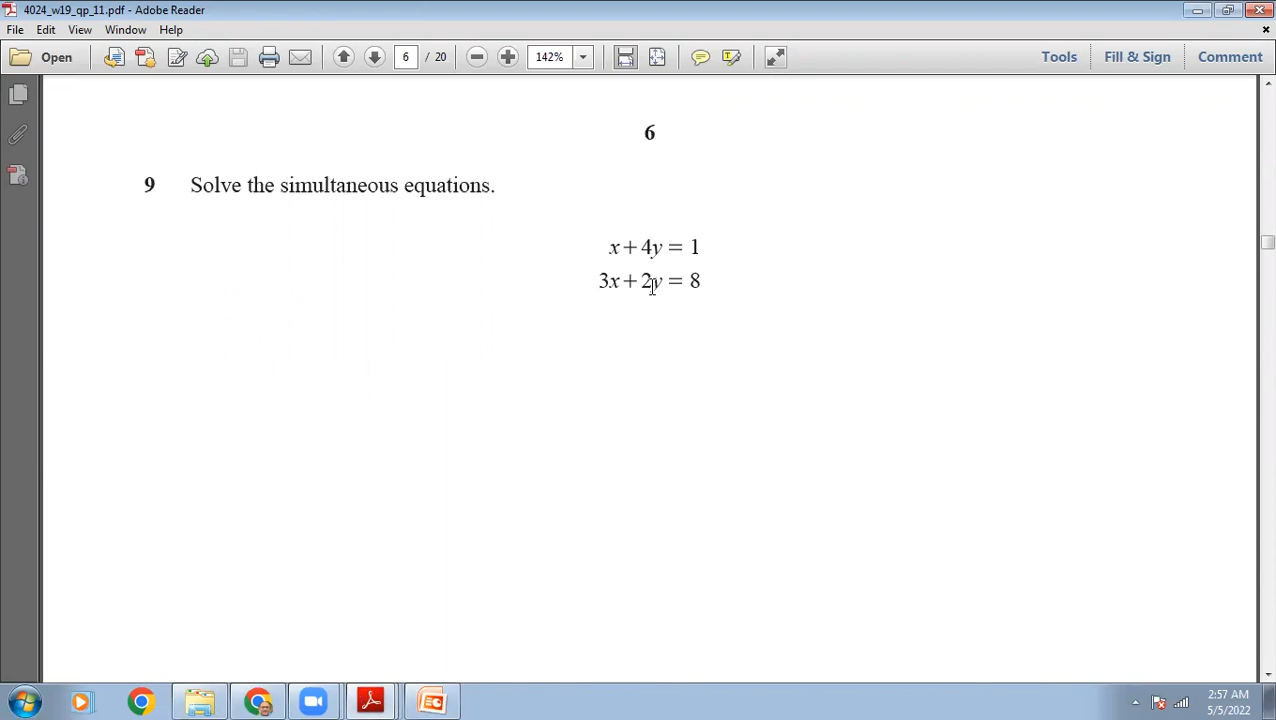 4024_w19_qp_11.pdf - Adobe Reader
File Edit View Window Help
Open 6 / 20 142% Tools Fill & Sign Comment
6
9 Solve the simultaneous equations.
x + 4y = 1
3x + 2y = 8
2:57 AM
5/5/2022